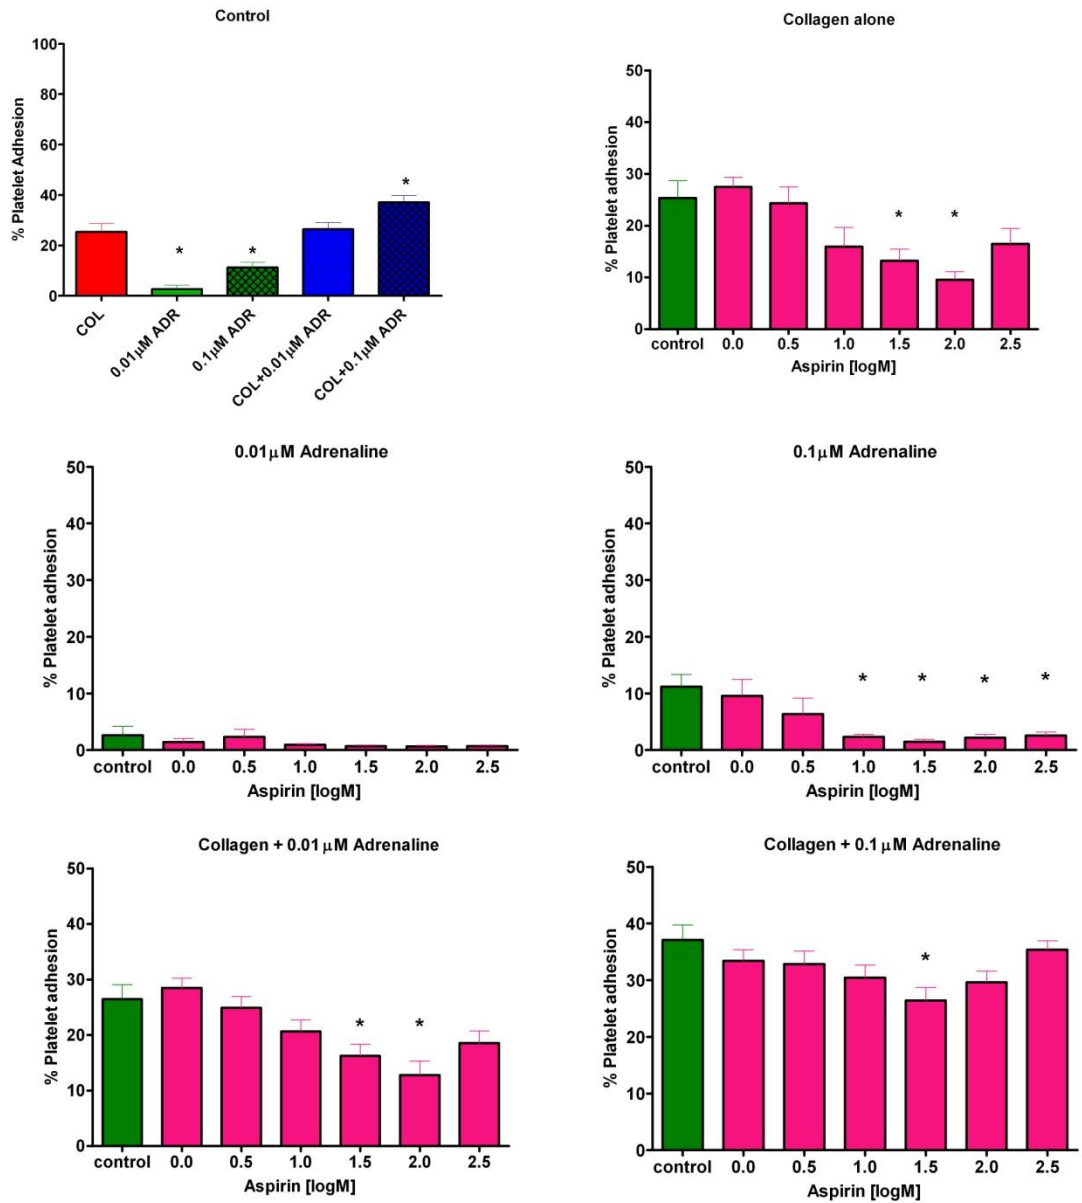 Control
% Platelet Adhesion
100
80
60
40
20
0
*
*
*
COL
0.01μM ADR
0.1μM ADR
COL+0.01μM ADR
COL+0.1μM ADR
Collagen alone
% Platelet adhesion
50
40
30
20
10
0
* *
control 0.0 0.5 1.0 1.5 2.0 2.5
Aspirin [logM]
0.01μM Adrenaline
% Platelet adhesion
50
40
30
20
10
0
control 0.0 0.5 1.0 1.5 2.0 2.5
Aspirin [logM]
0.1μM Adrenaline
% Platelet adhesion
50
40
30
20
10
0
* * * *
control 0.0 0.5 1.0 1.5 2.0 2.5
Aspirin [logM]
Collagen + 0.01 μM Adrenaline
% Platelet adhesion
50
40
30
20
10
0
* *
control 0.0 0.5 1.0 1.5 2.0 2.5
Aspirin [logM]
Collagen + 0.1 μM Adrenaline
% Platelet adhesion
50
40
30
20
10
0
*
control 0.0 0.5 1.0 1.5 2.0 2.5
Aspirin [logM]